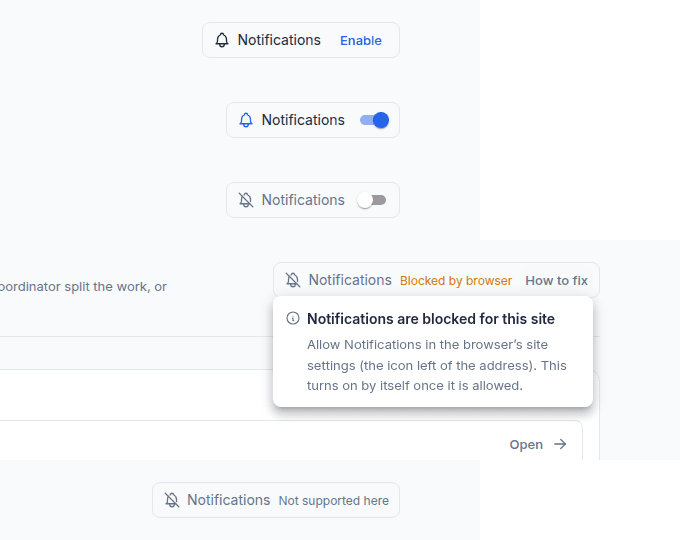 Notifications Enable
Notifications
Notifications
oordinator split the work, or
Notifications Blocked by browser How to fix
Notifications are blocked for this site
Allow Notifications in the browser’s site
settings (the icon left of the address). This
turns on by itself once it is allowed.
Open
Notifications Not supported here